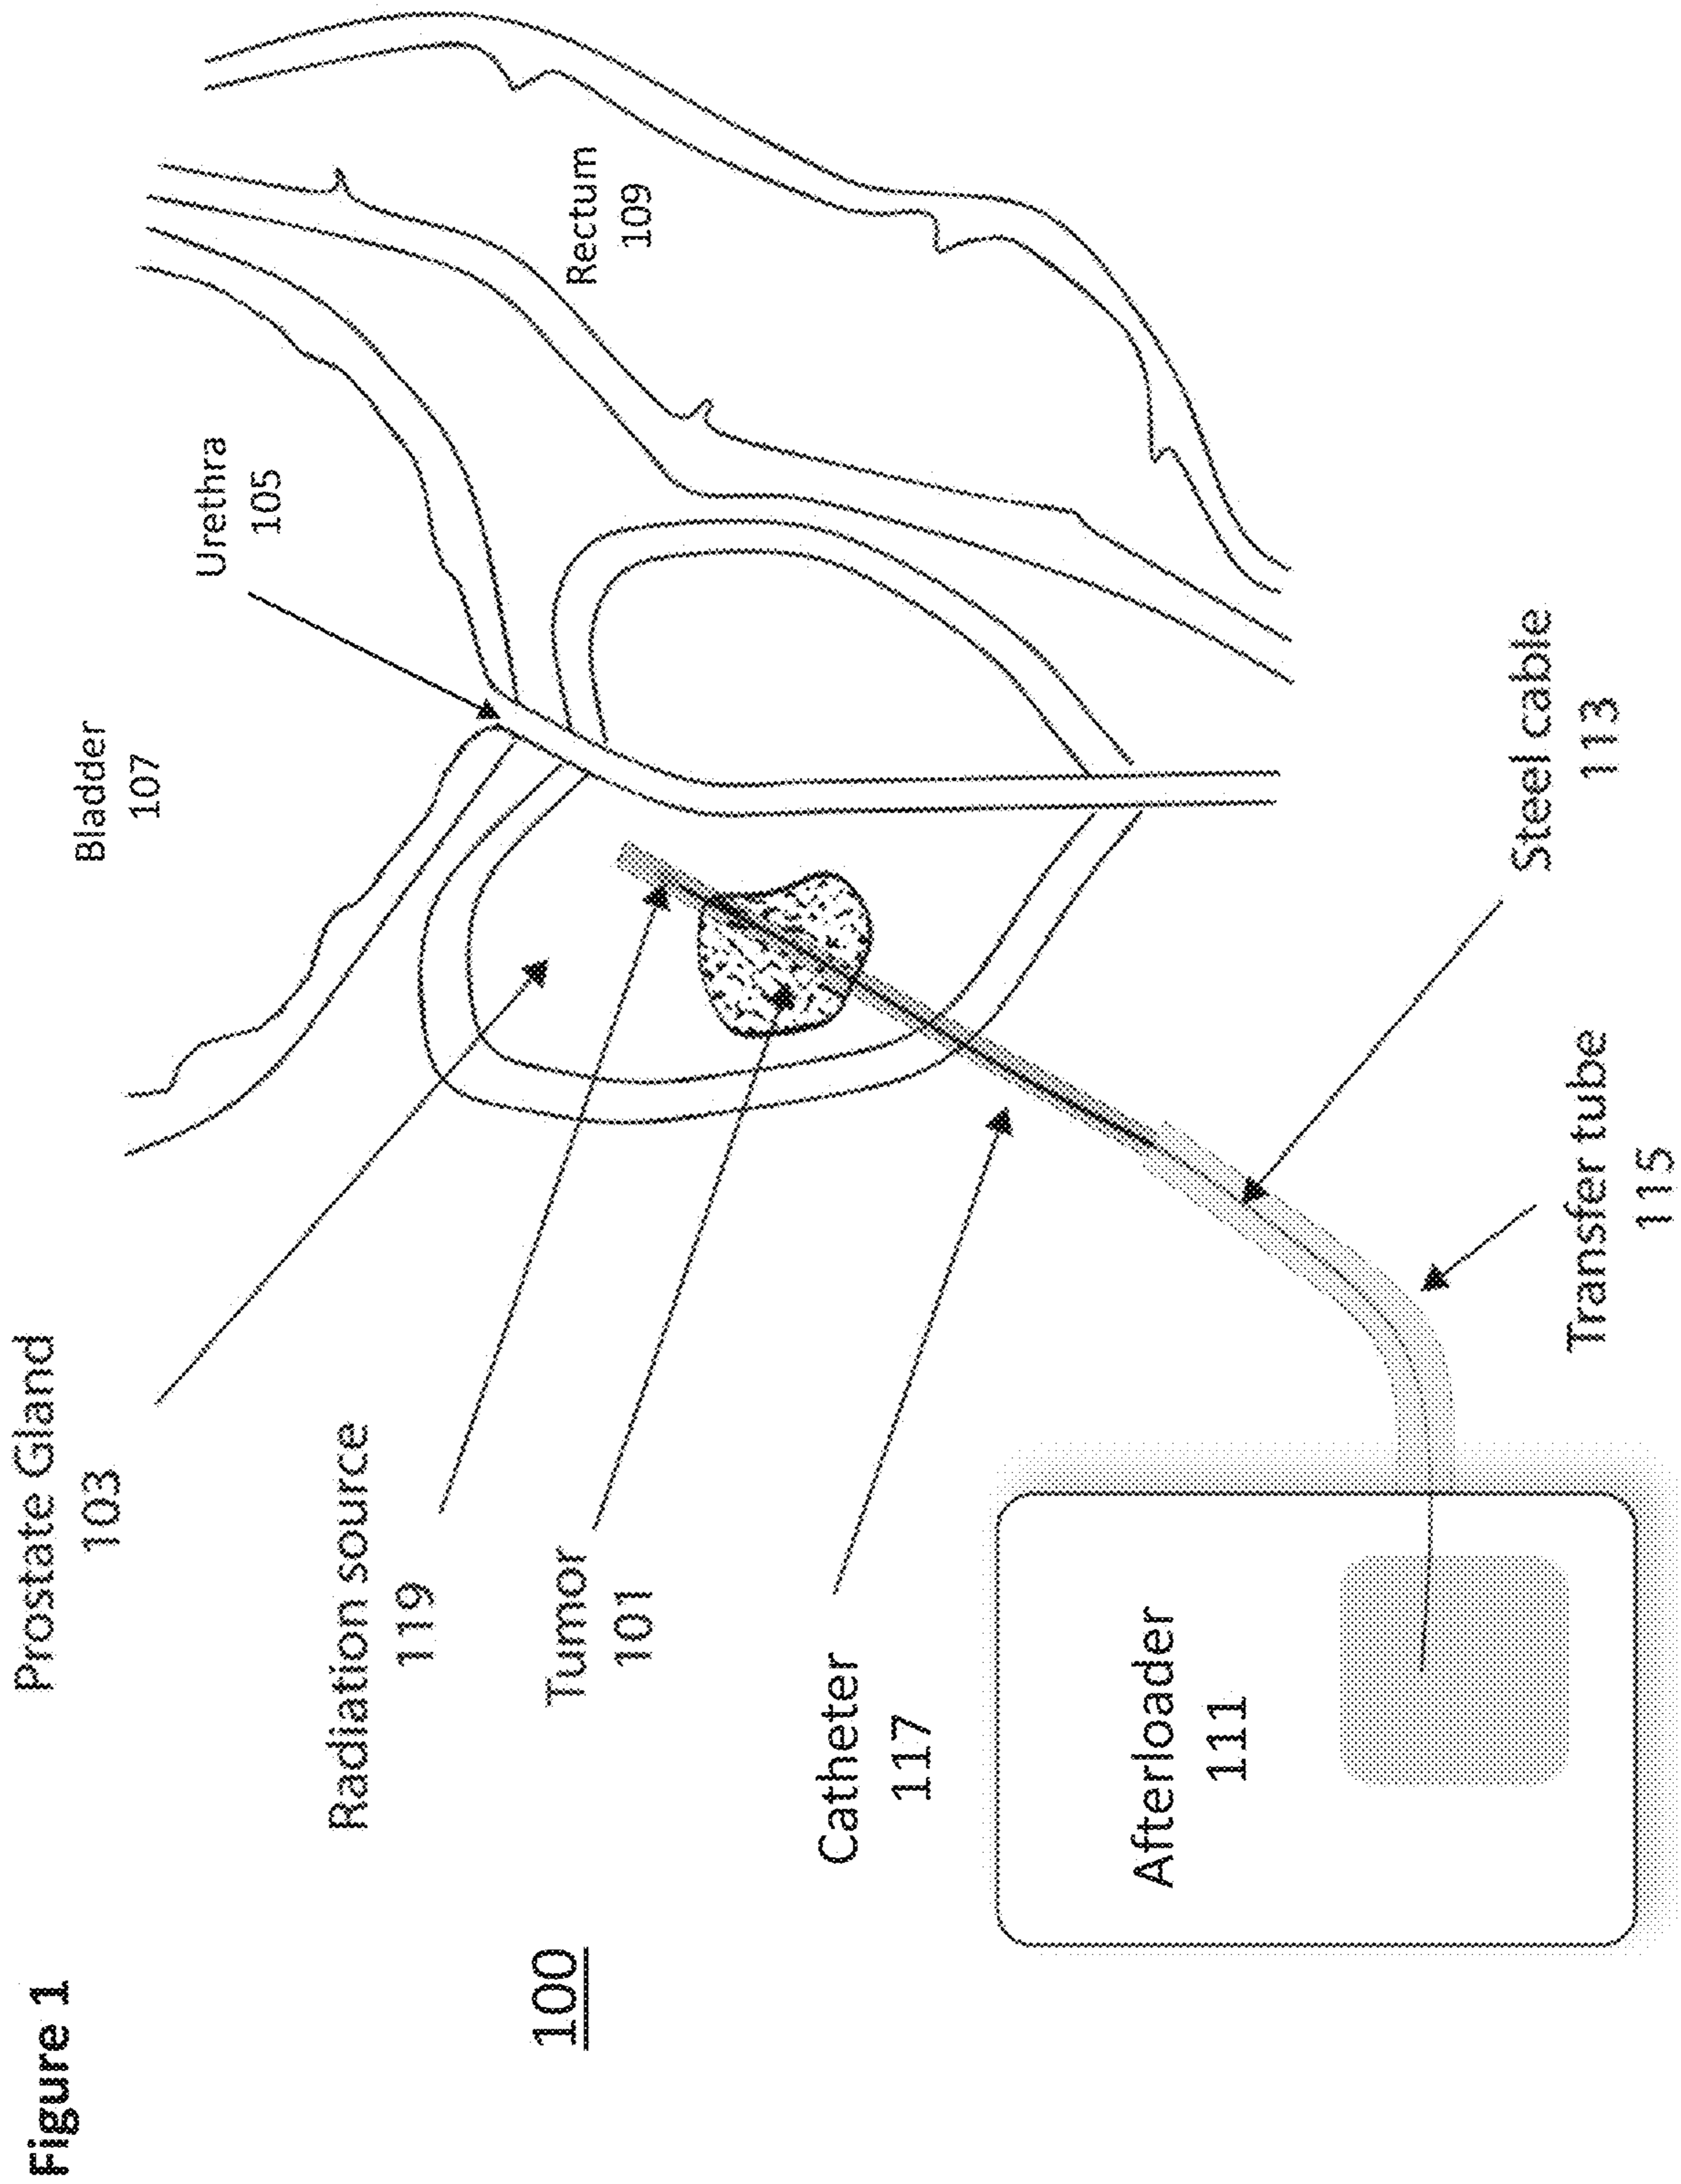 Figure 1
100
Prostate Gland
103
Radiation source
119
Tumor
101
Catheter
117
Afterloader
111
Bladder
107
Urethra
105
Rectum
109
Steel cable
113
Transfer tube
115